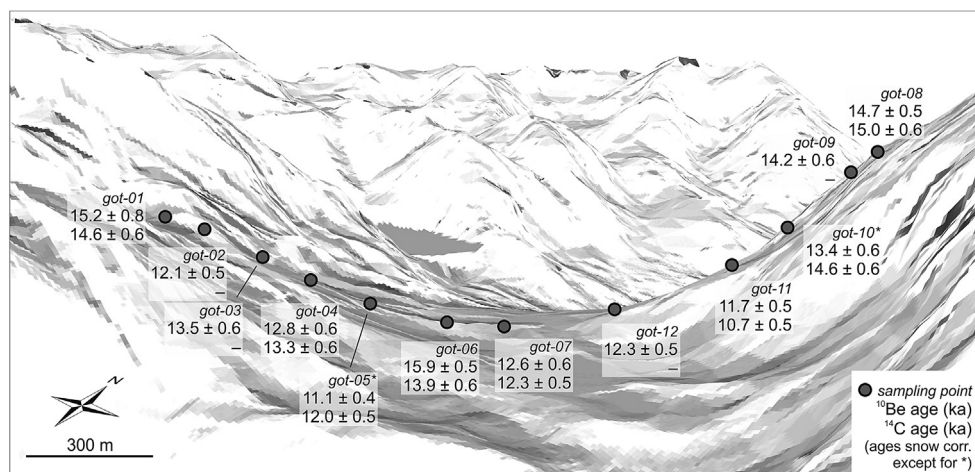 got-01
15.2 ± 0.8
14.6 ± 0.6
got-02
12.1 ± 0.5
–
got-03
13.5 ± 0.6
–
got-04
12.8 ± 0.6
13.3 ± 0.6
got-05*
11.1 ± 0.4
12.0 ± 0.5
got-06
15.9 ± 0.5
13.9 ± 0.6
got-07
12.6 ± 0.6
12.3 ± 0.5
got-12
12.3 ± 0.5
–
got-11
11.7 ± 0.5
10.7 ± 0.5
got-10*
13.4 ± 0.6
14.6 ± 0.6
got-09
14.2 ± 0.6
–
got-08
14.7 ± 0.5
15.0 ± 0.6
N
300 m
sampling point
¹⁰Be age (ka)
¹⁴C age (ka)
(ages snow corr.
except for *)